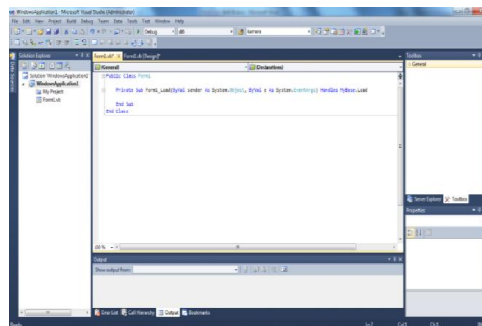 WindowsApplication1 - Microsoft Visual Studio (Administrator)
File Edit View Project Build Debug Team Data Tools Test Window Help
Debug
x86
Solution Explorer
Solution 'WindowsApplication1'
WindowsApplication1
My Project
Form1.vb
Form1.vb* Form1.vb [Design]*
(General) (Declarations)
Public Class Form1
Private Sub Form1_Load(ByVal sender As System.Object, ByVal e As System.EventArgs) Handles MyBase.Load
End Sub
End Class
100 %
Output
Show output from:
Error List Call Hierarchy Output Bookmarks
Toolbox
General
Server Explorer Toolbox
Properties
Ready
Ln 7 Col 1 Ch 1